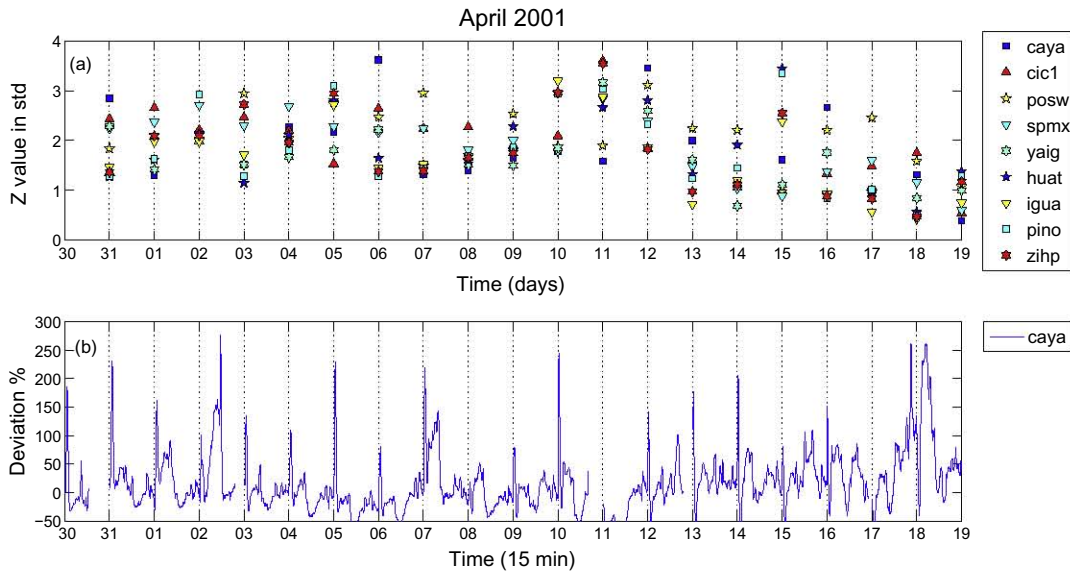 April 2001
(a)
Z value in std
4
3
2
1
0
30 31 01 02 03 04 05 06 07 08 09 10 11 12 13 14 15 16 17 18 19
Time (days)
caya
cic1
posw
spmx
yaig
huat
igua
pino
zihp
(b)
Deviation %
300
250
200
150
100
50
0
−50
30 31 01 02 03 04 05 06 07 08 09 10 11 12 13 14 15 16 17 18 19
Time (15 min)
caya